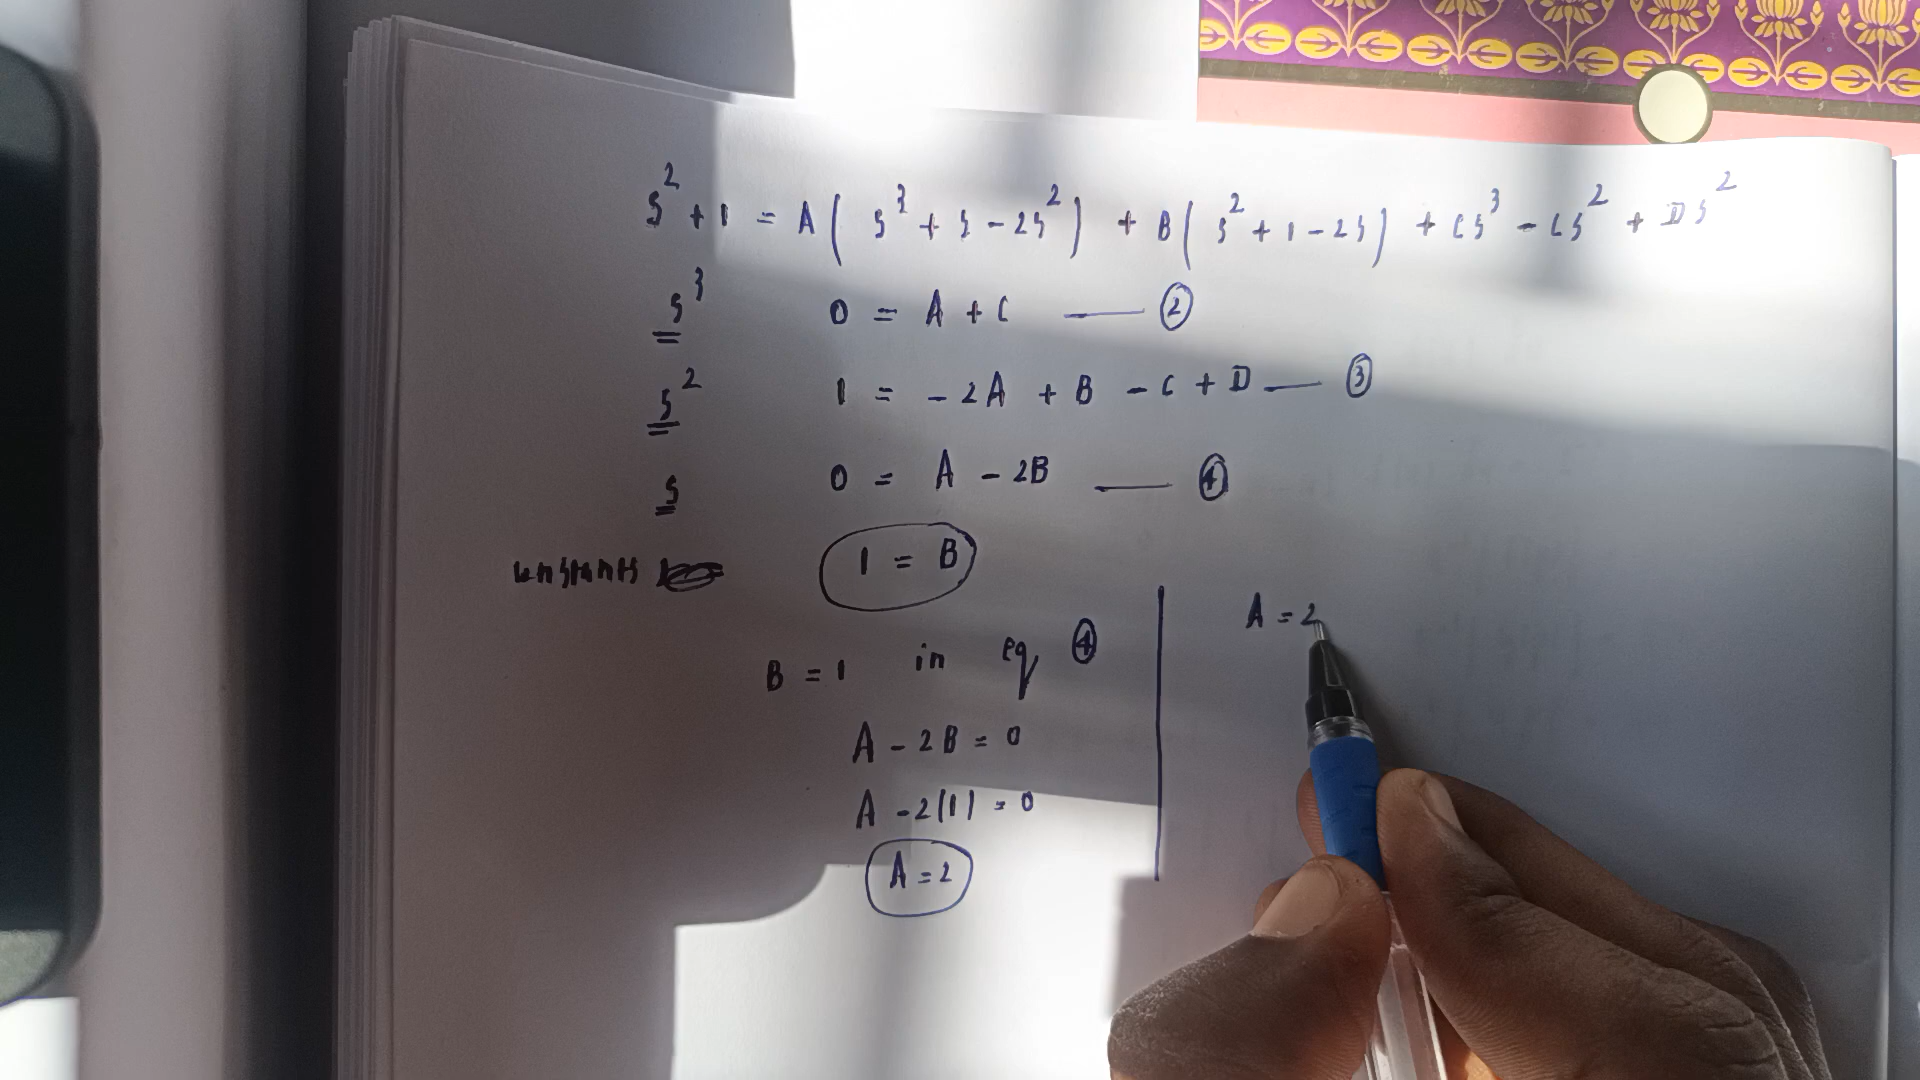 s² + 1 = A ( s³ + s - 2s² ) + B ( s² + 1 - 2s ) + Cs³ - Cs² + Ds²
s³ 0 = A + C —— ②
s² 1 = - 2A + B - C + D —— ③
s 0 = A - 2B —— ④
constants 1 = B
B = 1 in eq ④
A - 2B = 0
A - 2(1) = 0
A = 2
A = 2